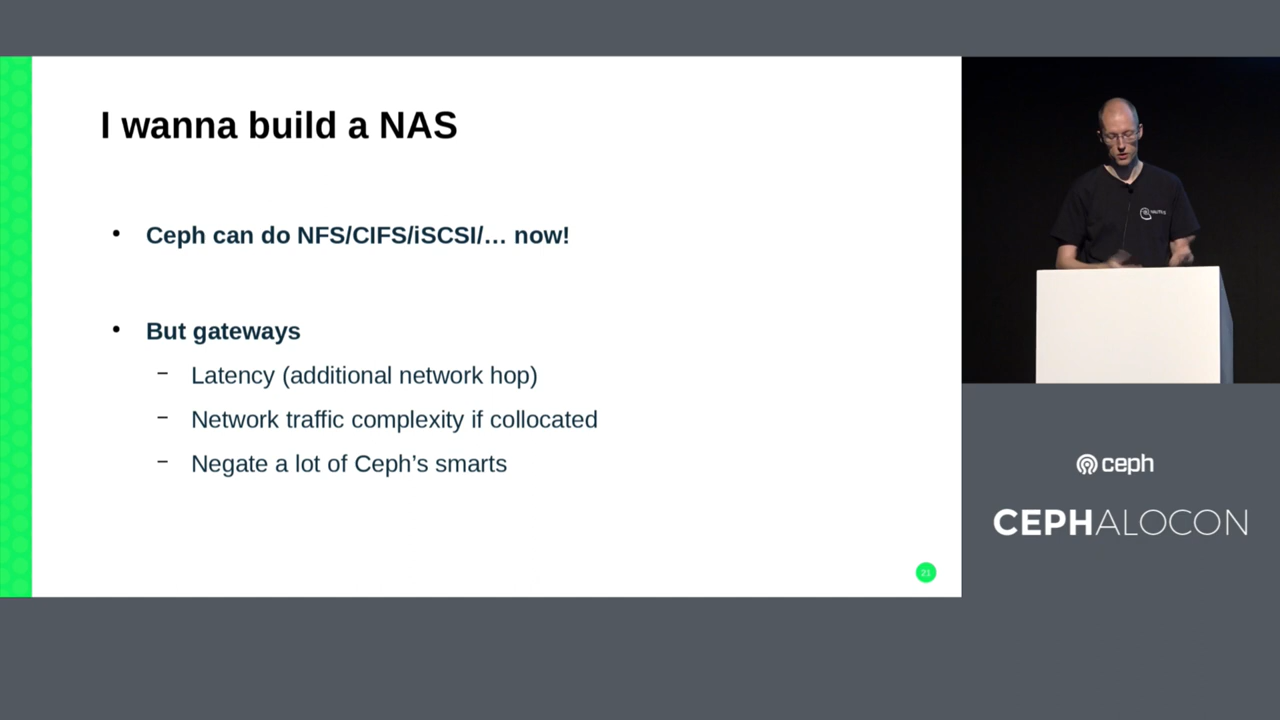 I wanna build a NAS
• Ceph can do NFS/CIFS/iSCSI/… now!
• But gateways
– Latency (additional network hop)
– Network traffic complexity if collocated
– Negate a lot of Ceph’s smarts
21
ceph
CEPHALOCON